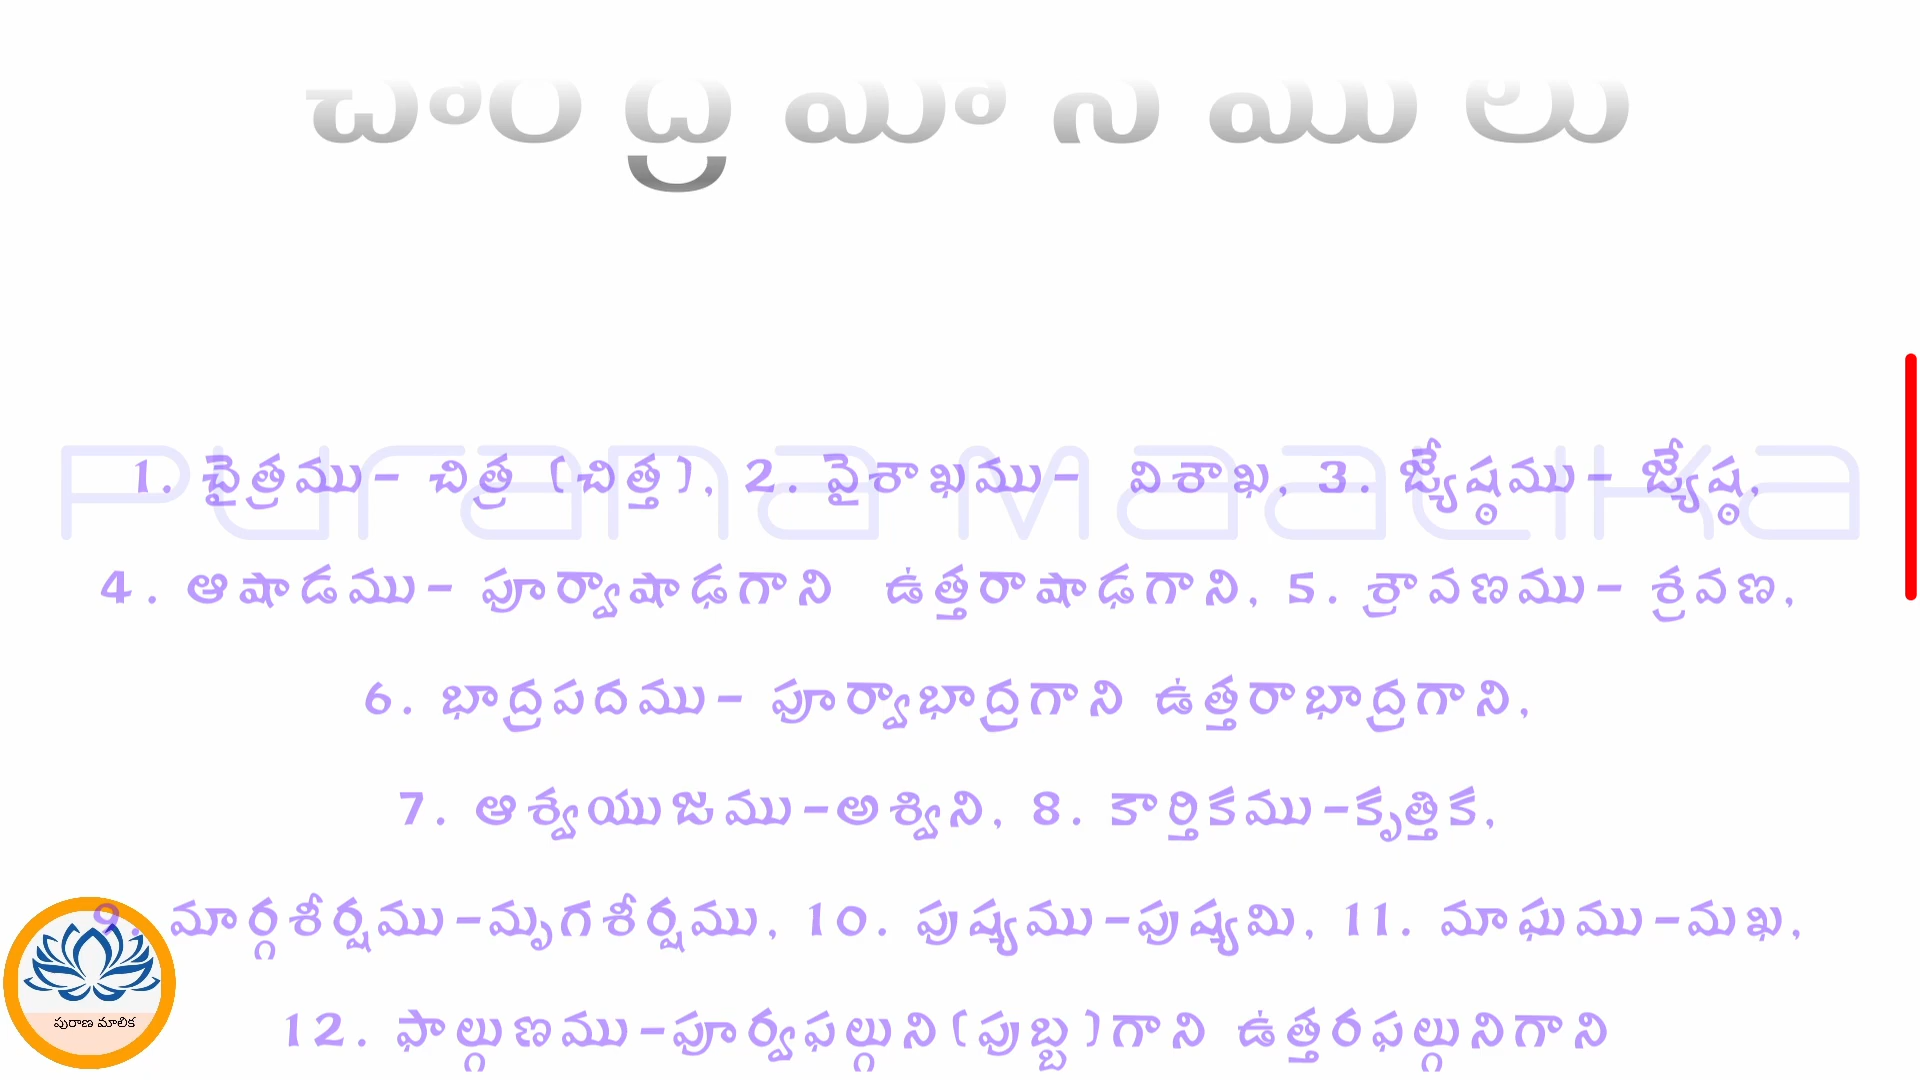 చాంద్రమానములు
Purana Maalika
1. చైత్రము- చిత్ర (చిత్త), 2. వైశాఖము- విశాఖ, 3. జ్యేష్ఠము- జ్యేష్ఠ,
4. ఆషాడము- పూర్వాషాఢగాని ఉత్తరాషాఢగాని, 5. శ్రావణము- శ్రవణ,
6. భాద్రపదము- పూర్వాభాద్రగాని ఉత్తరాభాద్రగాని,
7. ఆశ్వయుజము-అశ్విని, 8. కార్తికము-కృత్తిక,
9. మార్గశీర్షము-మృగశీర్షము, 10. పుష్యము-పుష్యమి, 11. మాఘము-మఖ,
12. ఫాల్గుణము-పూర్వఫల్గుని(పుబ్బ)గాని ఉత్తరఫల్గునిగాని
పురాణ మాలిక